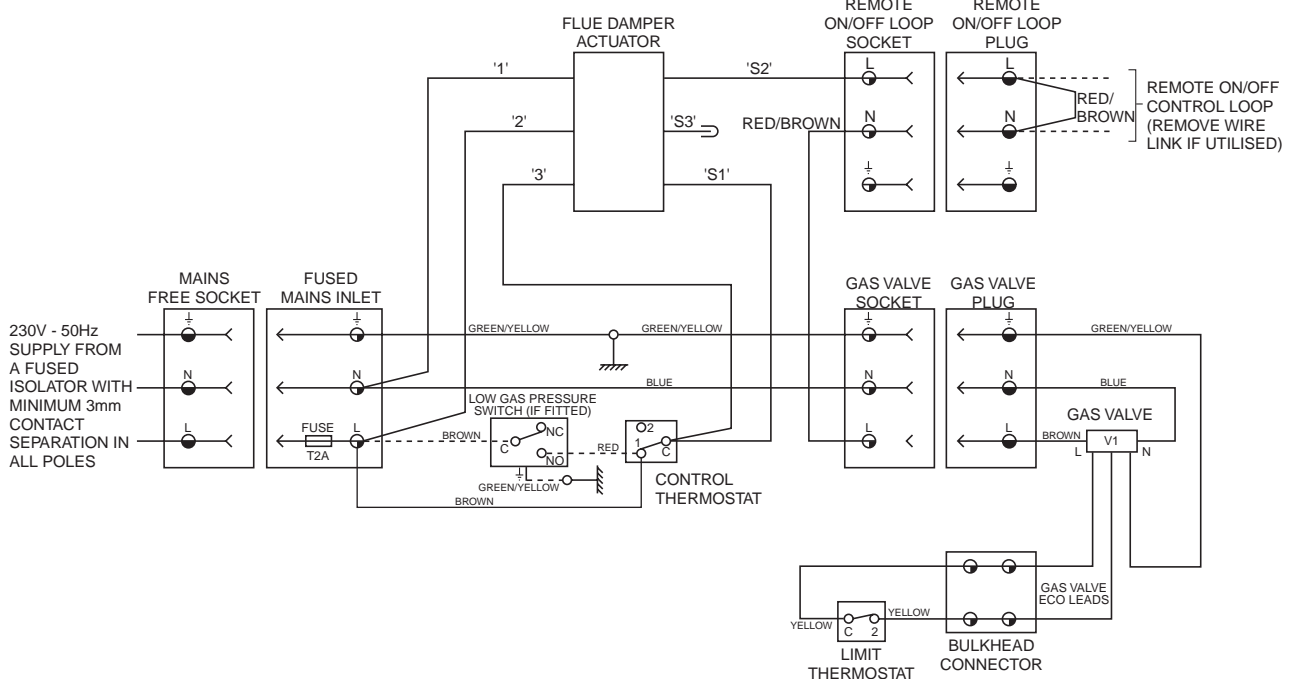 FLUE DAMPER
ACTUATOR
REMOTE
ON/OFF LOOP
SOCKET
REMOTE
ON/OFF LOOP
PLUG
'1'
'2'
'3'
'S2'
'S3'
'S1'
RED/BROWN
L
N
L
N
RED/
BROWN
REMOTE ON/OFF
CONTROL LOOP
(REMOVE WIRE
LINK IF UTILISED)
MAINS
FREE SOCKET
FUSED
MAINS INLET
GAS VALVE
SOCKET
GAS VALVE
PLUG
230V - 50Hz
SUPPLY FROM
A FUSED
ISOLATOR WITH
MINIMUM 3mm
CONTACT
SEPARATION IN
ALL POLES
N
L
N
FUSE
T2A
L
GREEN/YELLOW
GREEN/YELLOW
BLUE
LOW GAS PRESSURE
SWITCH (IF FITTED)
BROWN
C
NC
NO
RED
2
1
C
GREEN/YELLOW
BROWN
CONTROL
THERMOSTAT
N
L
N
L
GREEN/YELLOW
BLUE
GAS VALVE
BROWN
L
V1
N
GAS VALVE
ECO LEADS
YELLOW
C
2
YELLOW
LIMIT
THERMOSTAT
BULKHEAD
CONNECTOR